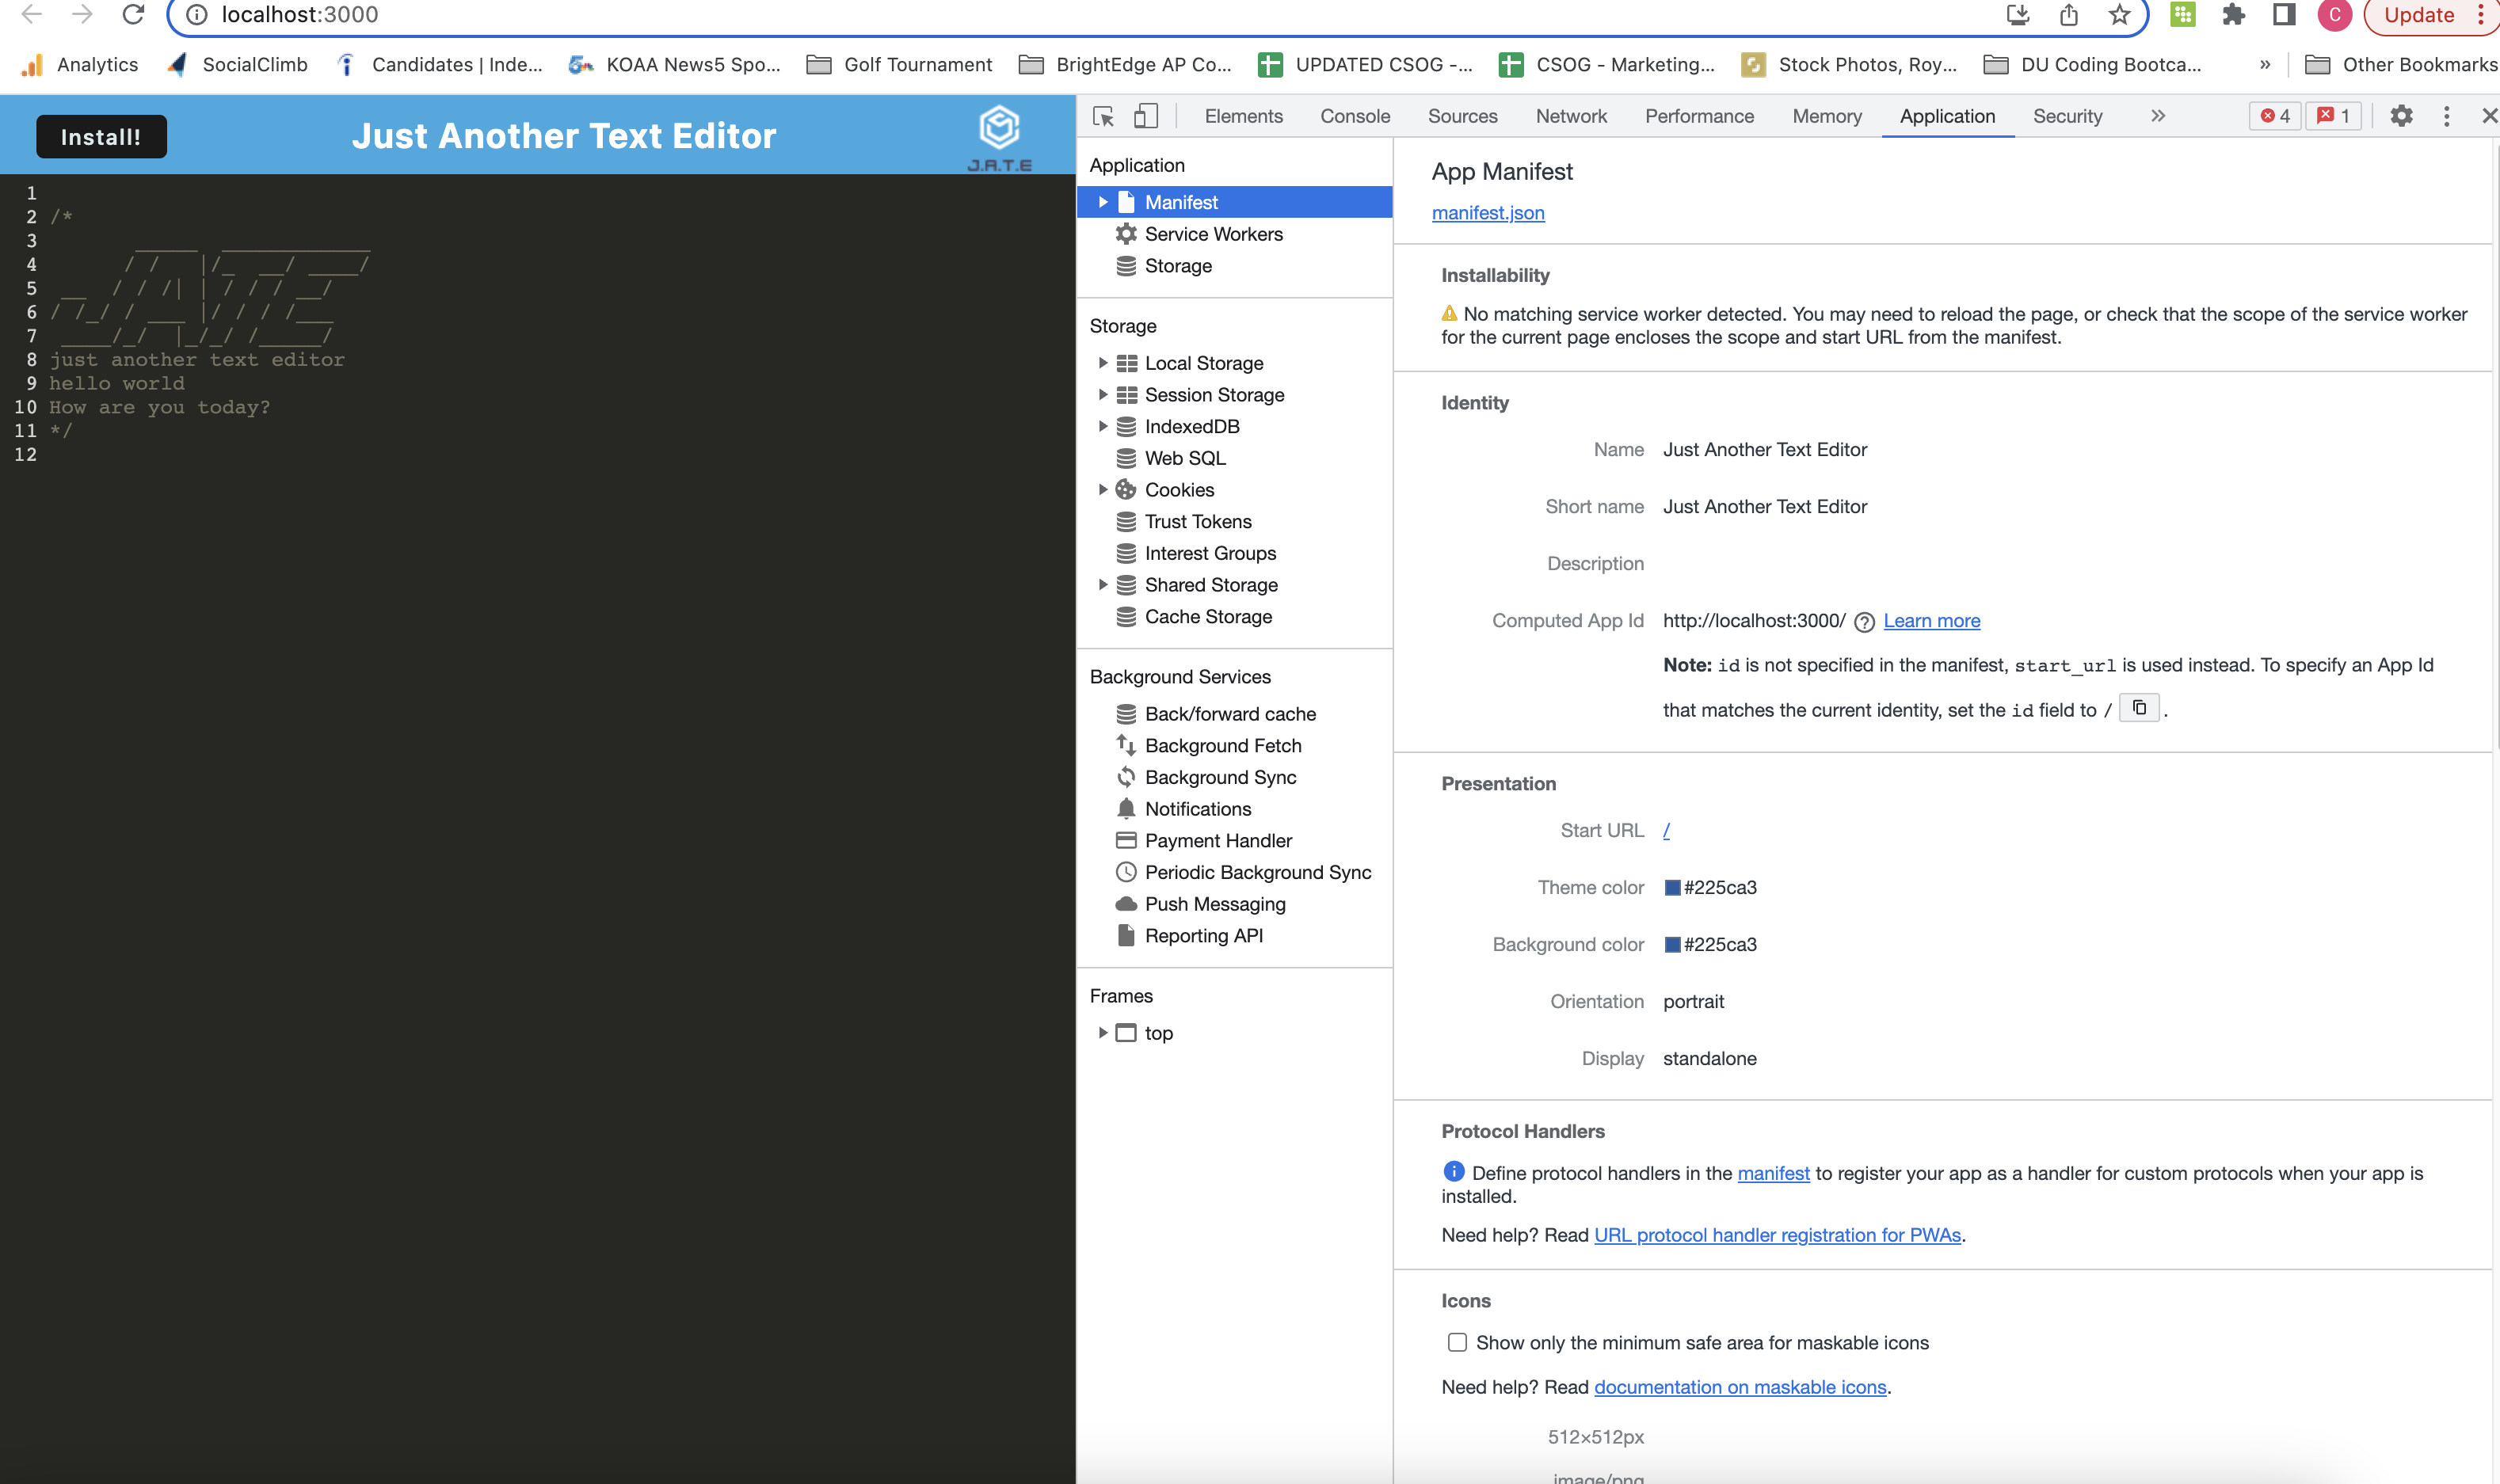 localhost:3000
C
Update
Analytics
SocialClimb
Candidates | Inde...
KOAA News5 Spo...
Golf Tournament
BrightEdge AP Co...
UPDATED CSOG -...
CSOG - Marketing...
Stock Photos, Roy...
DU Coding Bootca...
»
Other Bookmarks
Install!
Just Another Text Editor
J.A.T.E
1
2 /*
3
4
5
6
7
8 just another text editor
9 hello world
10 How are you today?
11 */
12
Elements
Console
Sources
Network
Performance
Memory
Application
Security
»
4
1
Application
Manifest
Service Workers
Storage
Storage
Local Storage
Session Storage
IndexedDB
Web SQL
Cookies
Trust Tokens
Interest Groups
Shared Storage
Cache Storage
Background Services
Back/forward cache
Background Fetch
Background Sync
Notifications
Payment Handler
Periodic Background Sync
Push Messaging
Reporting API
Frames
top
App Manifest
manifest.json
Installability
No matching service worker detected. You may need to reload the page, or check that the scope of the service worker
for the current page encloses the scope and start URL from the manifest.
Identity
Name Just Another Text Editor
Short name Just Another Text Editor
Description
Computed App Id http://localhost:3000/ Learn more
Note: id is not specified in the manifest, start_url is used instead. To specify an App Id
that matches the current identity, set the id field to / .
Presentation
Start URL /
Theme color #225ca3
Background color #225ca3
Orientation portrait
Display standalone
Protocol Handlers
Define protocol handlers in the manifest to register your app as a handler for custom protocols when your app is
installed.
Need help? Read URL protocol handler registration for PWAs.
Icons
Show only the minimum safe area for maskable icons
Need help? Read documentation on maskable icons.
512×512px
image/png